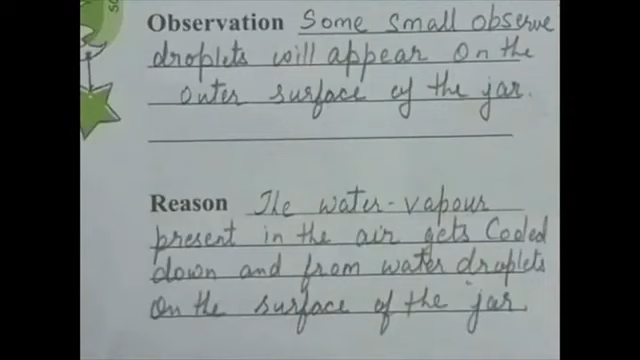 Observation Some small observe
droplets will appear on the
outer surface of the jar.
Reason The water-vapour
present in the air gets Cooled
down and from water droplets
on the surface of the jar.